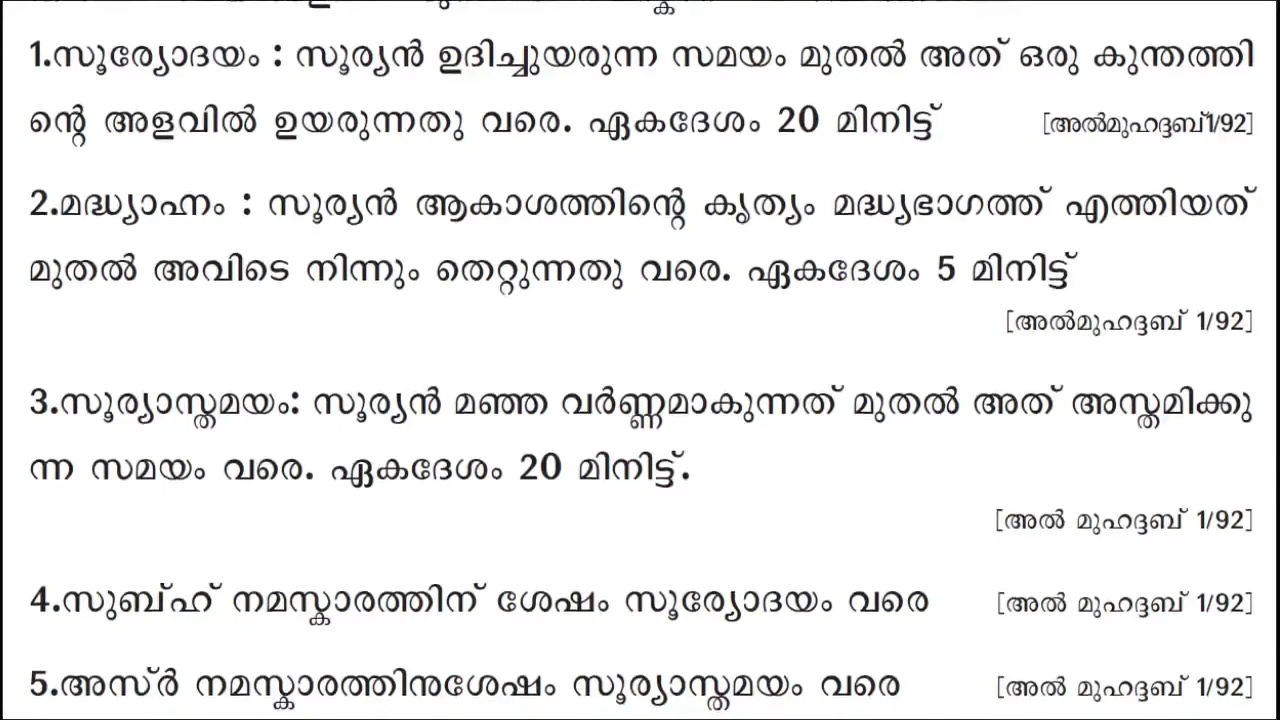 1.സൂര്യോദയം : സൂര്യൻ ഉദിച്ചുയരുന്ന സമയം മുതൽ അത് ഒരു കുന്തത്തി
ന്റെ അളവിൽ ഉയരുന്നതു വരെ. ഏകദേശം 20 മിനിട്ട് [അൽമുഹദ്ദബ്1/92]
2.മദ്ധ്യാഹ്നം : സൂര്യൻ ആകാശത്തിന്റെ കൃത്യം മദ്ധ്യഭാഗത്ത് എത്തിയത്
മുതൽ അവിടെ നിന്നും തെറ്റുന്നതു വരെ. ഏകദേശം 5 മിനിട്ട്
[അൽമുഹദ്ദബ് 1/92]
3.സൂര്യാസ്തമയം: സൂര്യൻ മഞ്ഞ വർണ്ണമാകുന്നത് മുതൽ അത് അസ്തമിക്കു
ന്ന സമയം വരെ. ഏകദേശം 20 മിനിട്ട്.
[അൽ മുഹദ്ദബ് 1/92]
4.സുബ്ഹ് നമസ്കാരത്തിന് ശേഷം സൂര്യോദയം വരെ [അൽ മുഹദ്ദബ് 1/92]
5.അസ്ർ നമസ്കാരത്തിനുശേഷം സൂര്യാസ്തമയം വരെ [അൽ മുഹദ്ദബ് 1/92]